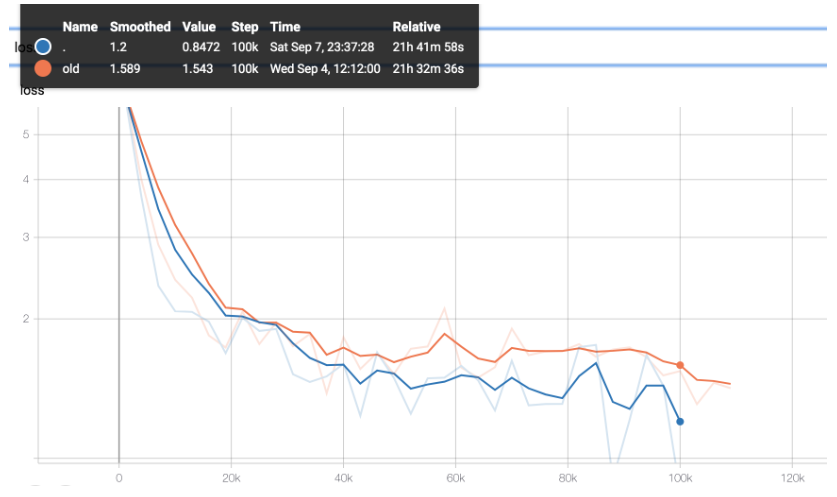 Name Smoothed Value Step Time Relative
. 1.2 0.8472 100k Sat Sep 7, 23:37:28 21h 41m 58s
old 1.589 1.543 100k Wed Sep 4, 12:12:00 21h 32m 36s
loss
5
4
3
2
0 20k 40k 60k 80k 100k 120k